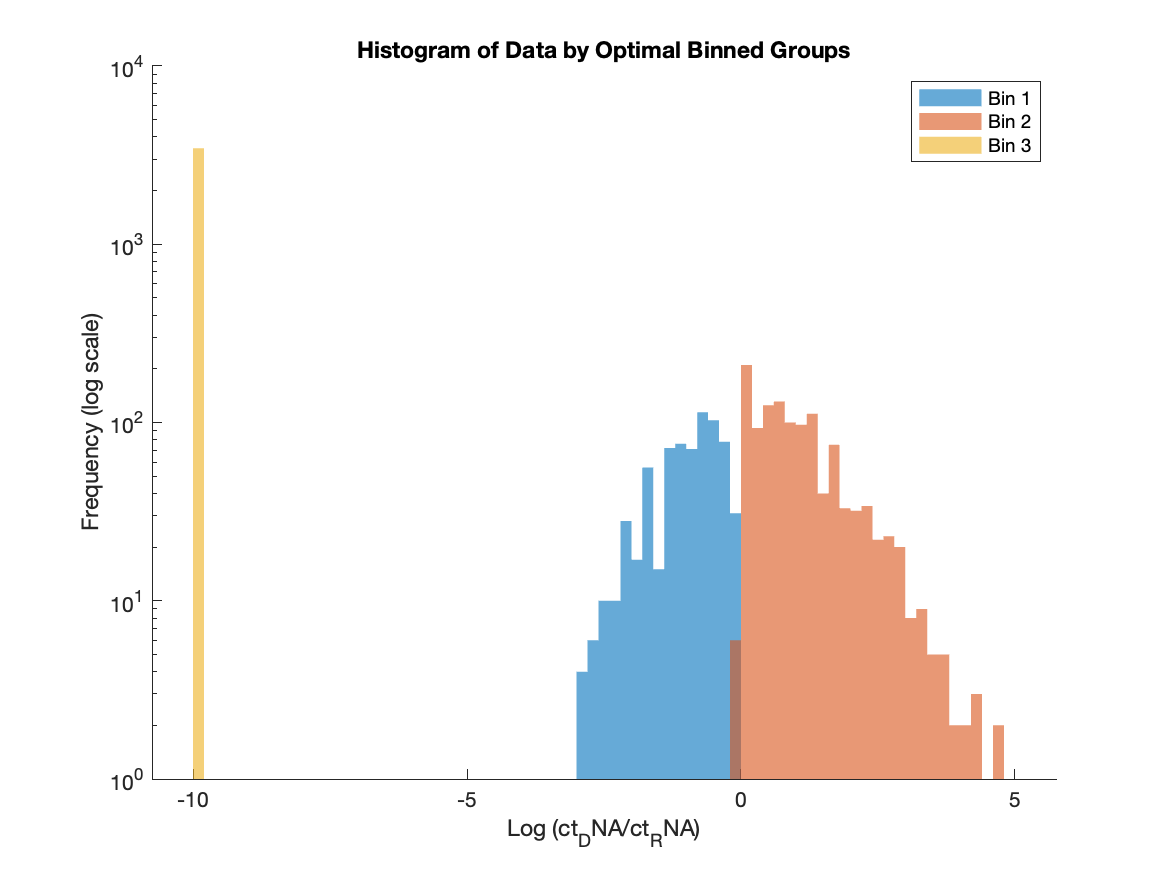 Histogram of Data by Optimal Binned Groups
Bin 1
Bin 2
Bin 3
Frequency (log scale)
10^4
10^3
10^2
10^1
10^0
-10 -5 0 5
Log (ct_DNA/ct_RNA)